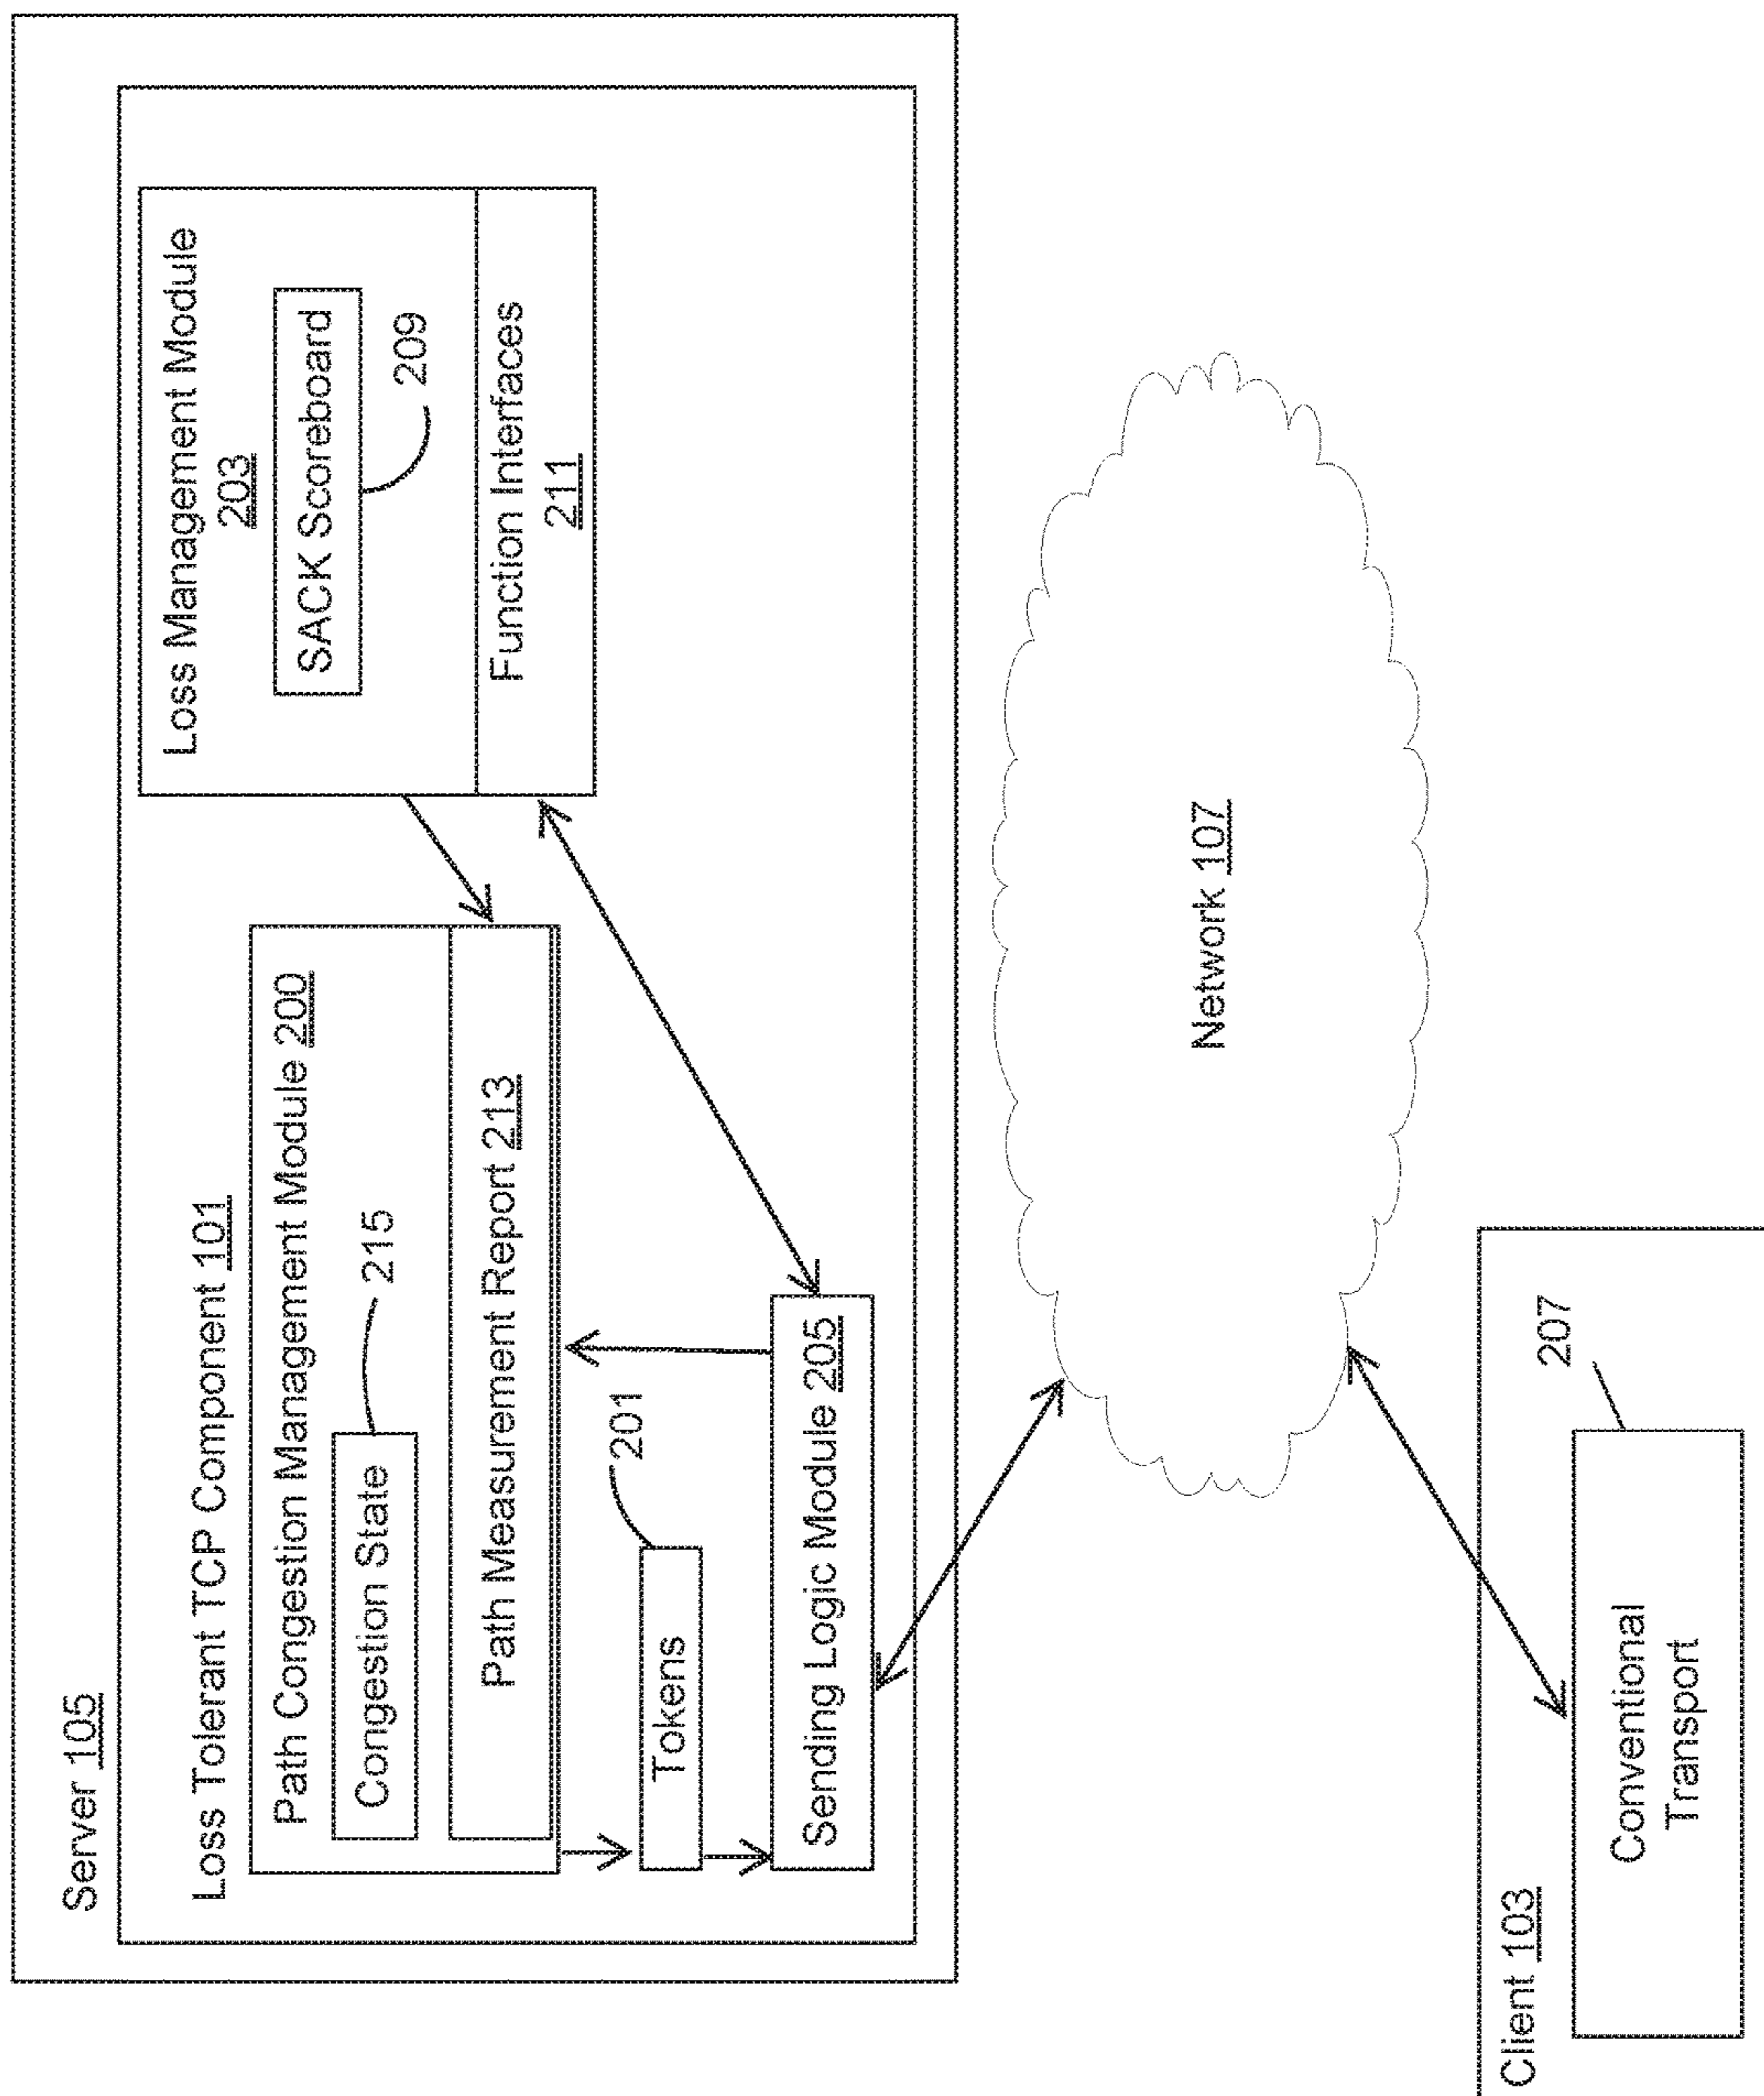 Server 105
Loss Tolerant TCP Component 101
Path Congestion Management Module 200
Congestion State
215
Path Measurement Report 213
Tokens
201
Sending Logic Module 205
Loss Management Module
203
SACK Scoreboard
209
Function Interfaces
211
Network 107
Client 103
207
Conventional
Transport